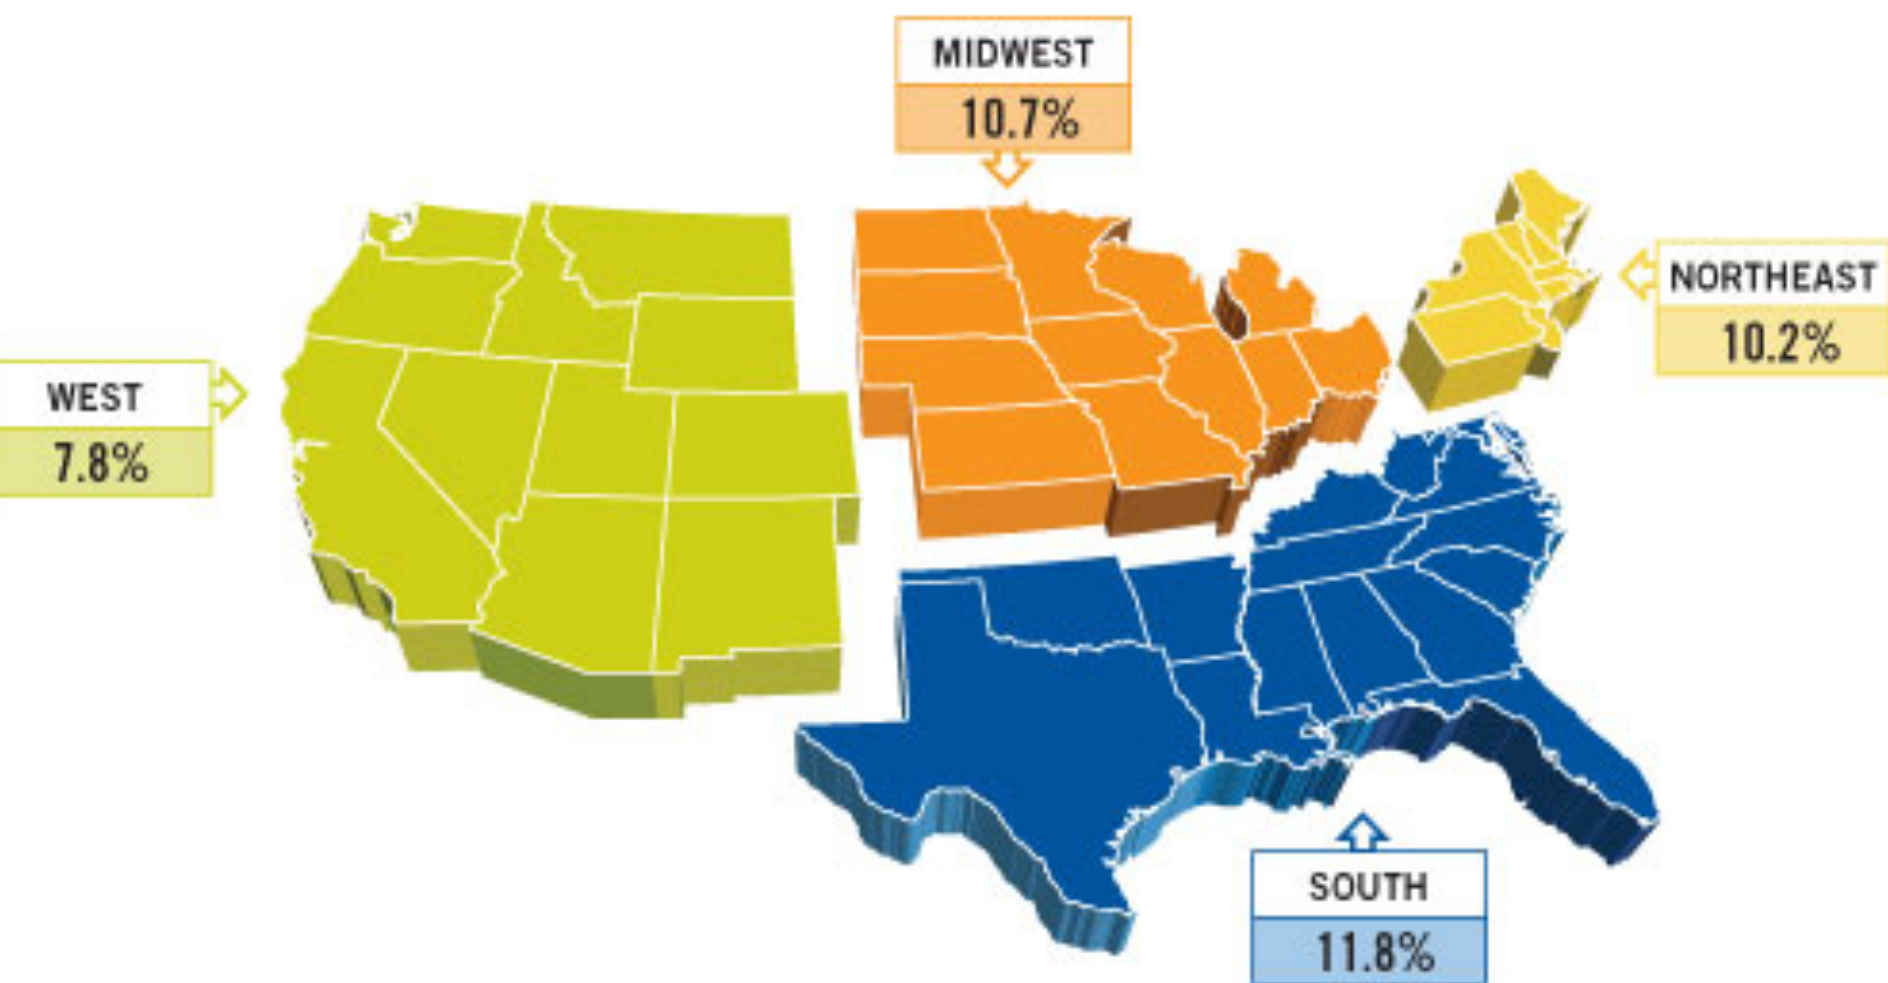 MIDWEST
10.7%
NORTHEAST
10.2%
WEST
7.8%
SOUTH
11.8%